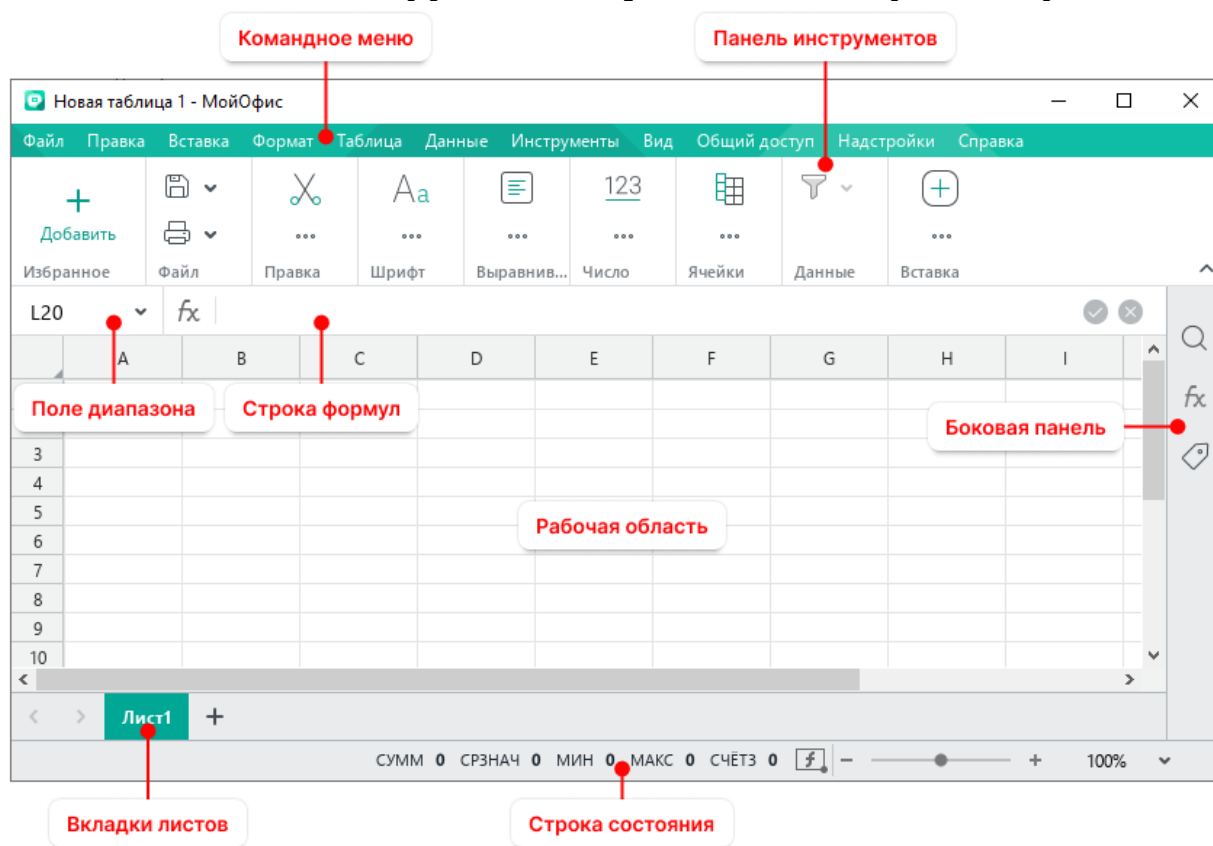 Командное меню Панель инструментов
Новая таблица 1 - МойОфис
Файл Правка Вставка Формат Таблица Данные Инструменты Вид Общий доступ Надстройки Справка
Aa 123
Добавить
Избранное Файл Правка Шрифт Выравнив... Число Ячейки Данные Вставка
L20 fx
A B C D E F G H I
fx
Поле диапазона Строка формул
Боковая панель
3
4
5
Рабочая область
6
7
8
9
10
Лист1
СУММ 0 СРЗНАЧ 0 МИН 0 МАКС 0 СЧЁТЗ 0 f 100%
Вкладки листов Строка состояния